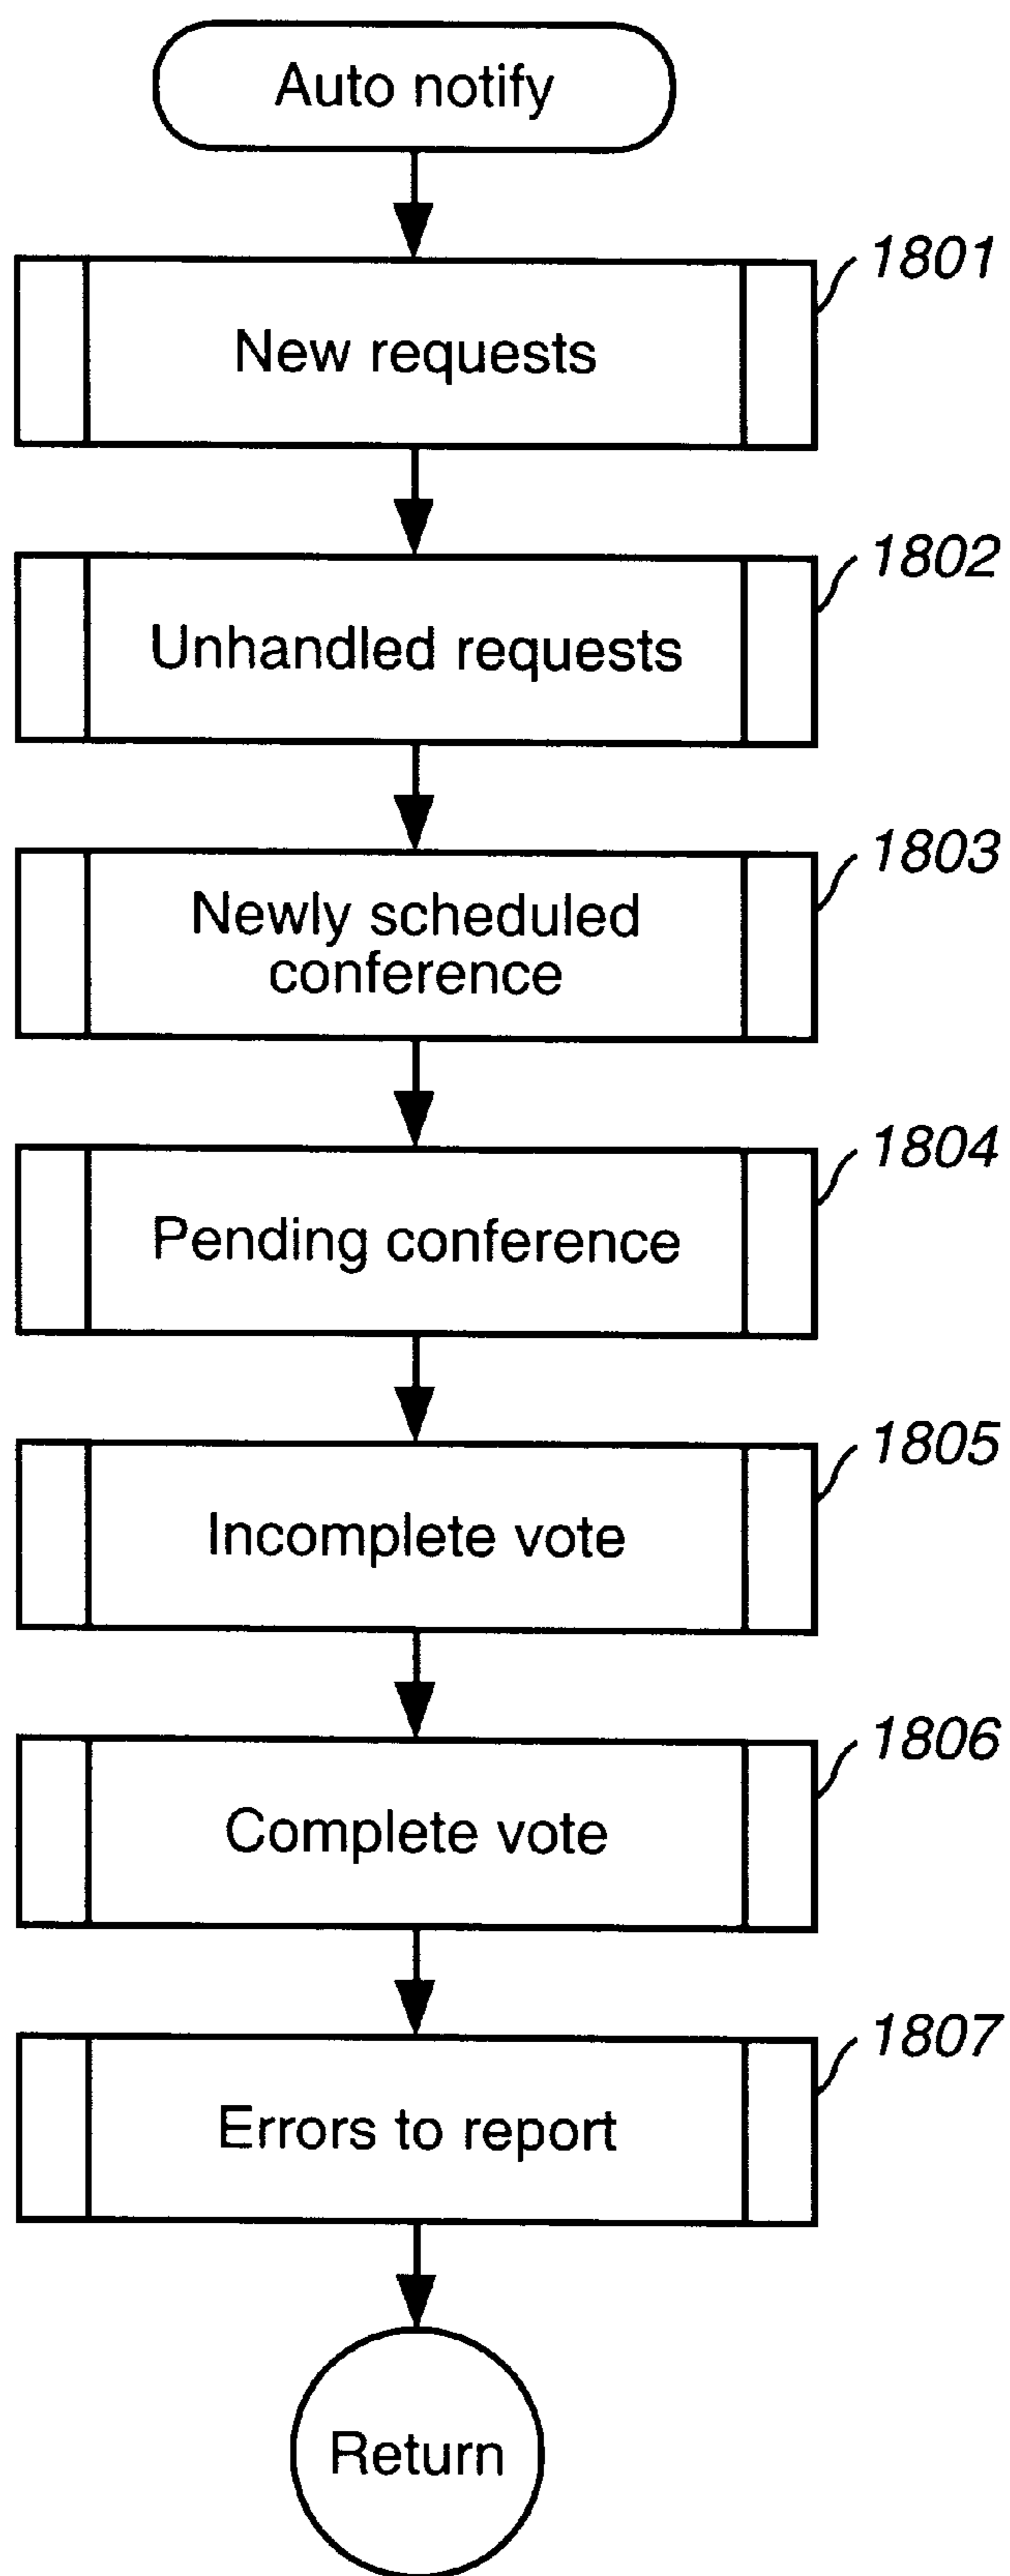 Auto notify
1801
New requests
1802
Unhandled requests
1803
Newly scheduled
conference
1804
Pending conference
1805
Incomplete vote
1806
Complete vote
1807
Errors to report
Return